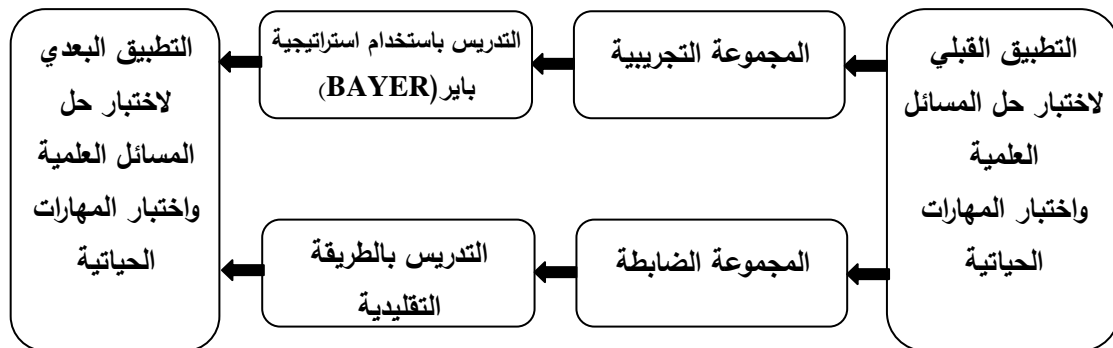 التطبيق القبلي
لاختبار حل المسائل
العلمية
واختبار المهارات
الحياتية
المجموعة التجريبية
التدريس باستخدام استراتيجية
باير(BAYER)
المجموعة الضابطة
التدريس بالطريقة
التقليدية
التطبيق البعدي
لاختبار حل
المسائل العلمية
واختبار المهارات
الحياتية